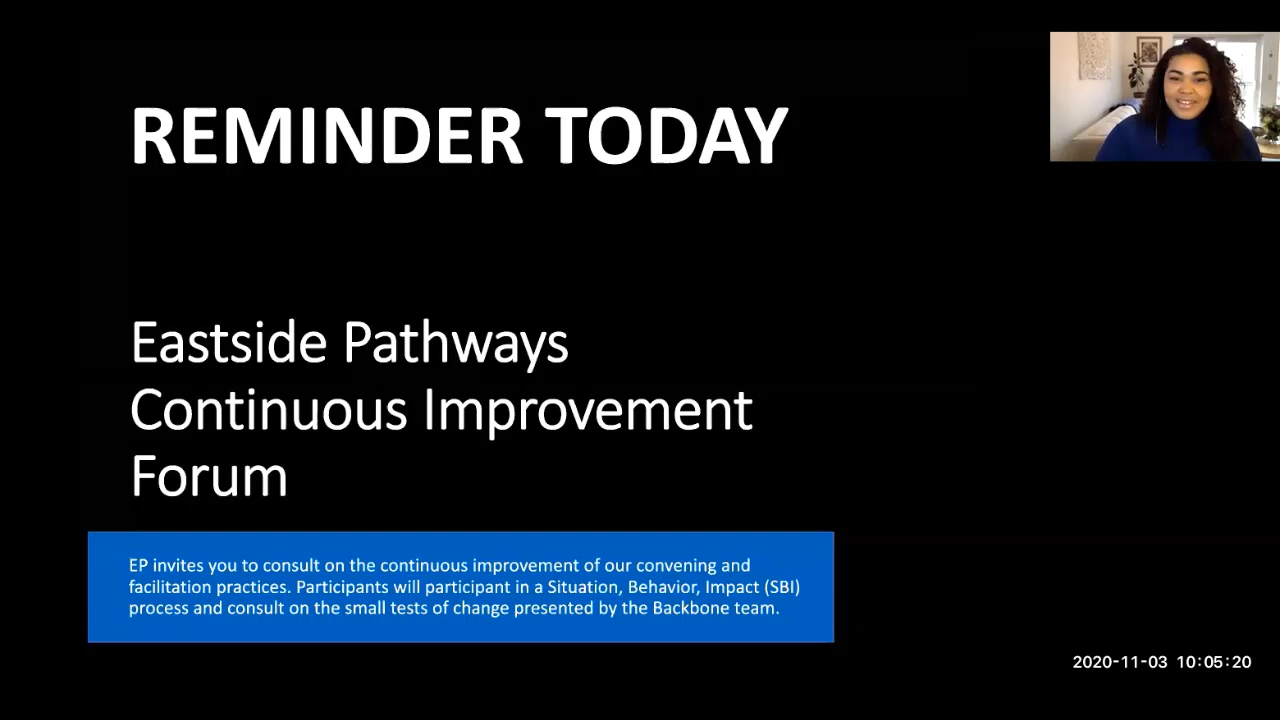 REMINDER TODAY
Eastside Pathways
Continuous Improvement
Forum
EP invites you to consult on the continuous improvement of our convening and
facilitation practices. Participants will participant in a Situation, Behavior, Impact (SBI)
process and consult on the small tests of change presented by the Backbone team.
2020-11-03 10:05:20